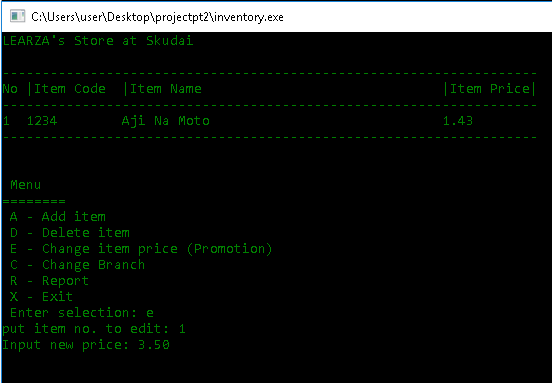 C:\Users\user\Desktop\projectpt2\inventory.exe
LEARZA's Store at Skudai
-------------------------------------------------------------------
No |Item Code  |Item Name                              |Item Price|
-------------------------------------------------------------------
1  1234        Aji Na Moto                             1.43
-------------------------------------------------------------------
Menu
========
A - Add item
D - Delete item
E - Change item price (Promotion)
C - Change Branch
R - Report
X - Exit
Enter selection: e
put item no. to edit: 1
Input new price: 3.50